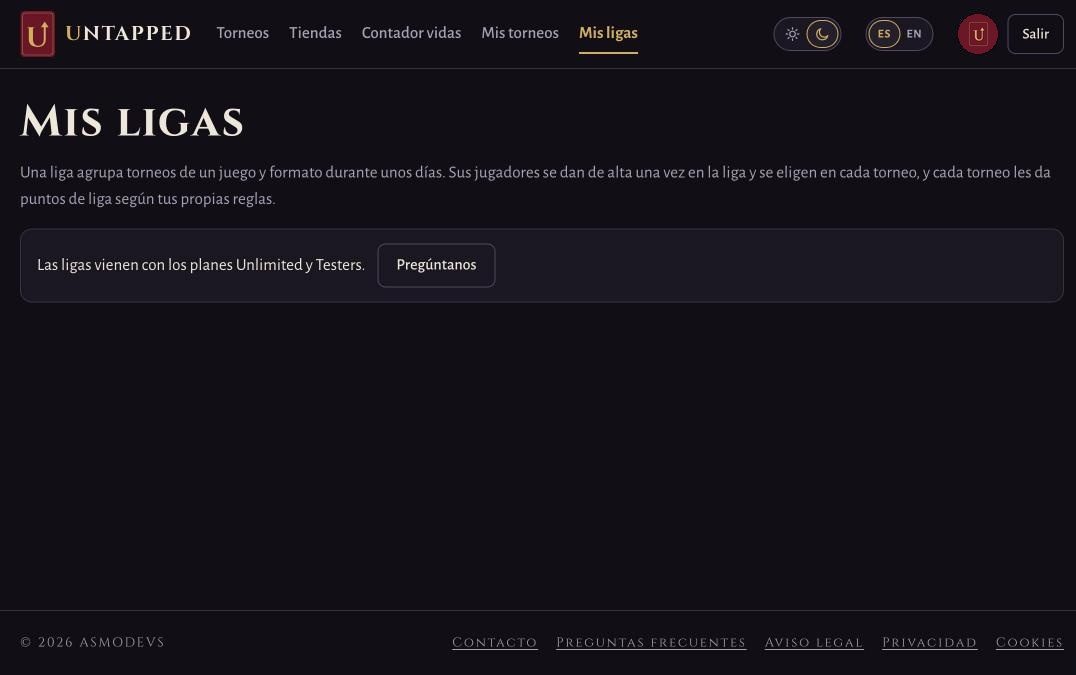 U UNTAPPED Torneos Tiendas Contador vidas Mis torneos Mis ligas ES EN U Salir
Mis ligas
Una liga agrupa torneos de un juego y formato durante unos días. Sus jugadores se dan de alta una vez en la liga y se eligen en cada torneo, y cada torneo les da
puntos de liga según tus propias reglas.
Las ligas vienen con los planes Unlimited y Testers. Pregúntanos
© 2026 ASMODEVS Contacto Preguntas frecuentes Aviso legal Privacidad Cookies